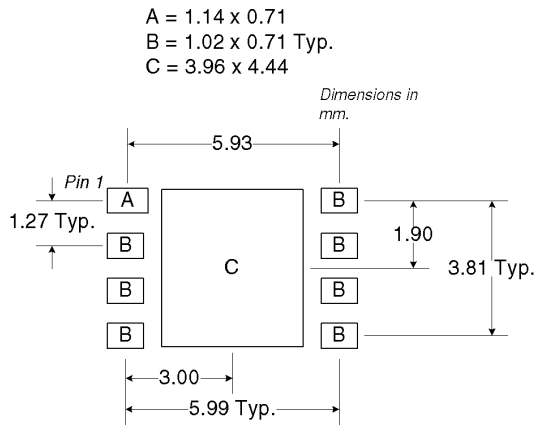 A = 1.14 x 0.71
B = 1.02 x 0.71 Typ.
C = 3.96 x 4.44
Dimensions in
mm.
5.93
Pin 1
A
B
1.27 Typ.
B
B
1.90
C
3.81 Typ.
B
B
B
B
3.00
5.99 Typ.